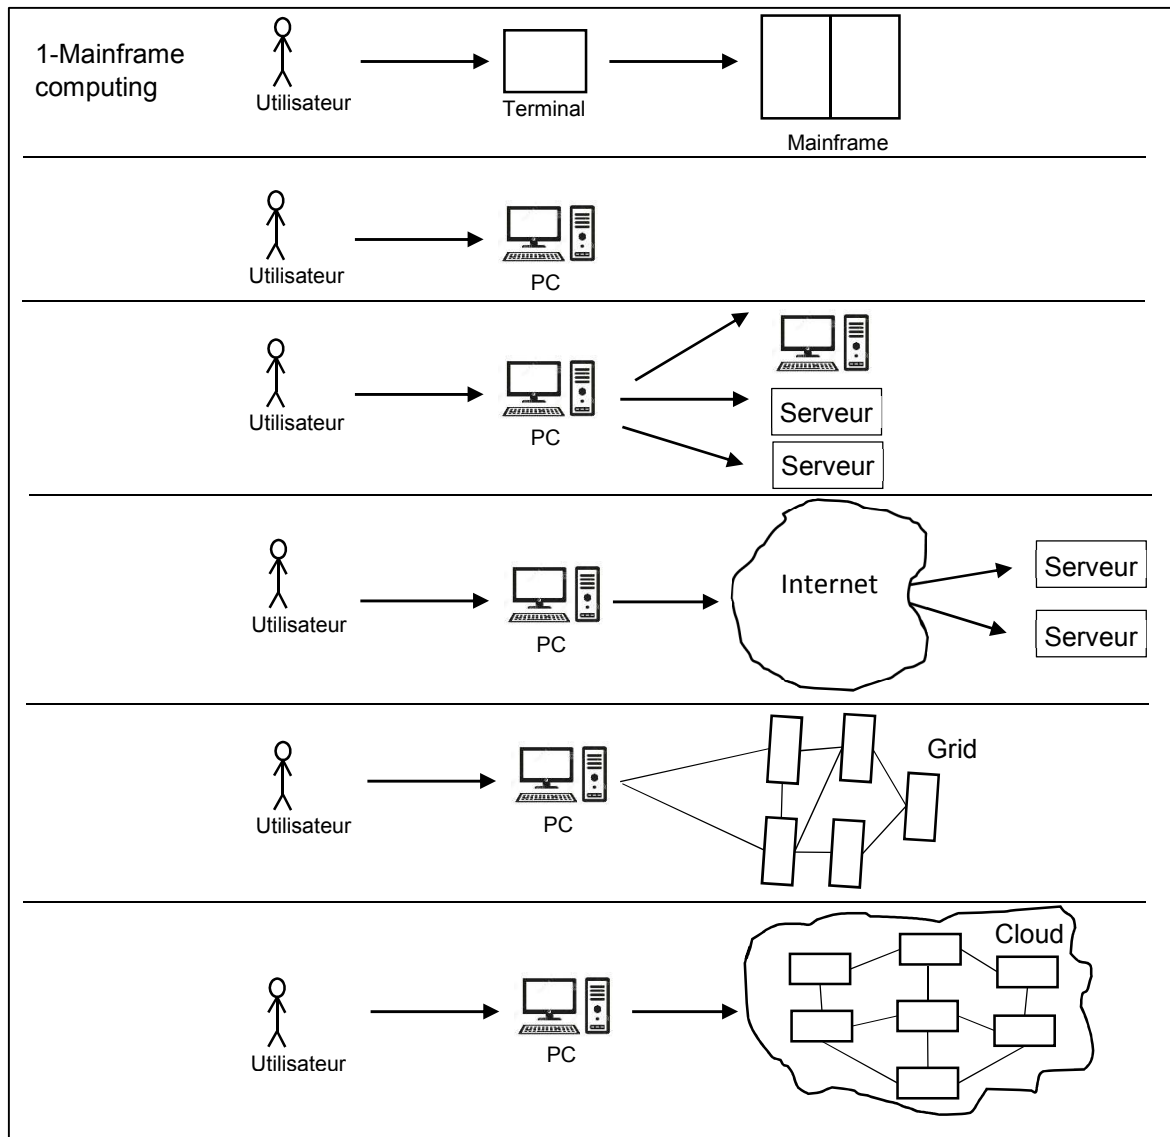 1-Mainframe
computing
Utilisateur
Terminal
Mainframe
Utilisateur
PC
Utilisateur
PC
Serveur
Serveur
Utilisateur
PC
Internet
Serveur
Serveur
Utilisateur
PC
Grid
Utilisateur
PC
Cloud